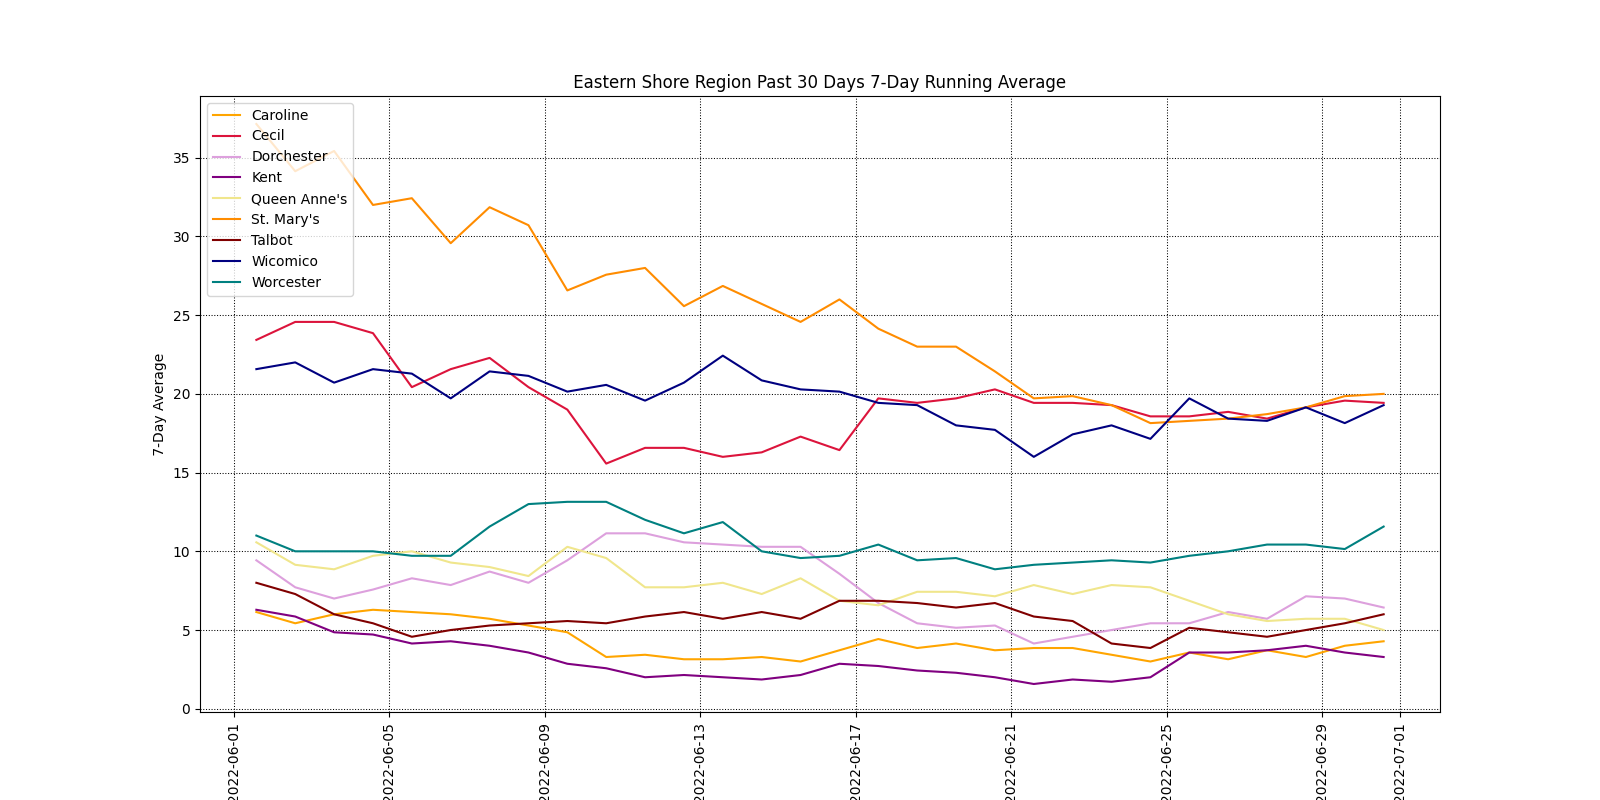 Eastern Shore Region Past 30 Days 7-Day Running Average
Caroline
Cecil
Dorchester
Kent
Queen Anne's
St. Mary's
Talbot
Wicomico
Worcester
7-Day Average
35
30
25
20
15
10
5
0
2022-06-01
2022-06-05
2022-06-09
2022-06-13
2022-06-17
2022-06-21
2022-06-25
2022-06-29
2022-07-01